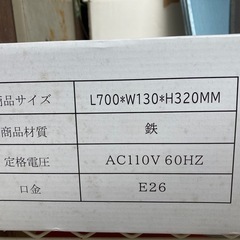 商品サイズ L700*W130*H320MM
商品材質 鉄
定格電圧 AC110V 60HZ
口金 E26